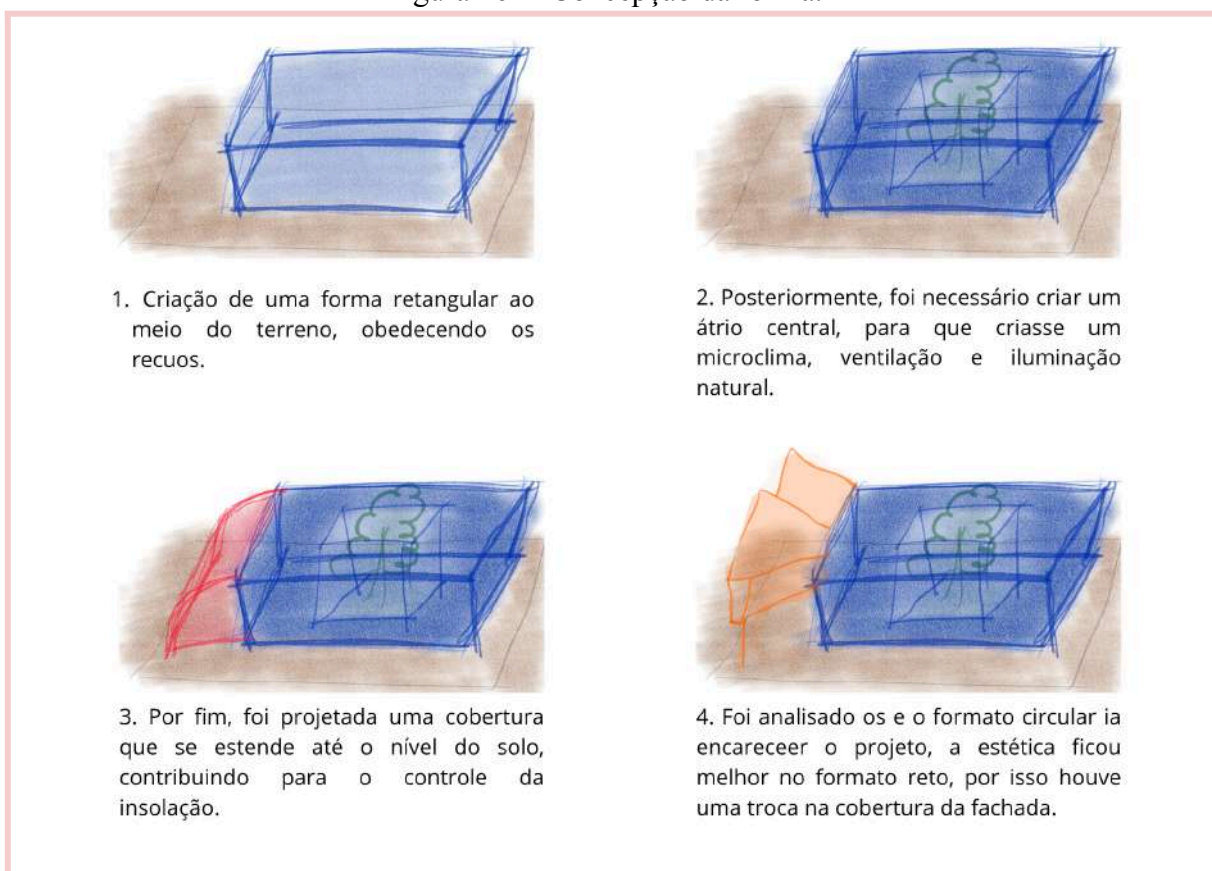 1. Criação de uma forma retangular ao
meio do terreno, obedecendo os
recuos.
2. Posteriormente, foi necessário criar um
átrio central, para que criasse um
microclima, ventilação e iluminação
natural.
3. Por fim, foi projetada uma cobertura
que se estende até o nível do solo,
contribuindo para o controle da
insolação.
4. Foi analisado os e o formato circular ia
encareceer o projeto, a estética ficou
melhor no formato reto, por isso houve
uma troca na cobertura da fachada.